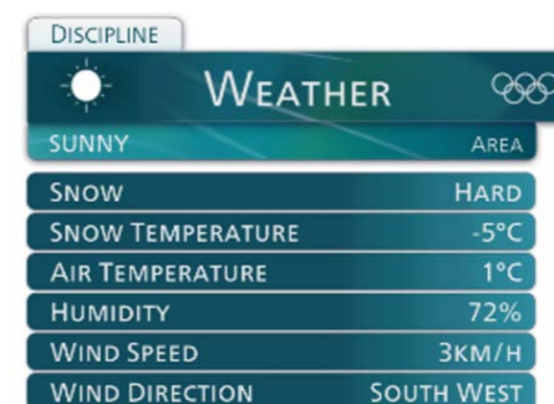 DISCIPLINE
WEATHER
SUNNY AREA
SNOW HARD
SNOW TEMPERATURE -5°C
AIR TEMPERATURE 1°C
HUMIDITY 72%
WIND SPEED 3KM/H
WIND DIRECTION SOUTH WEST